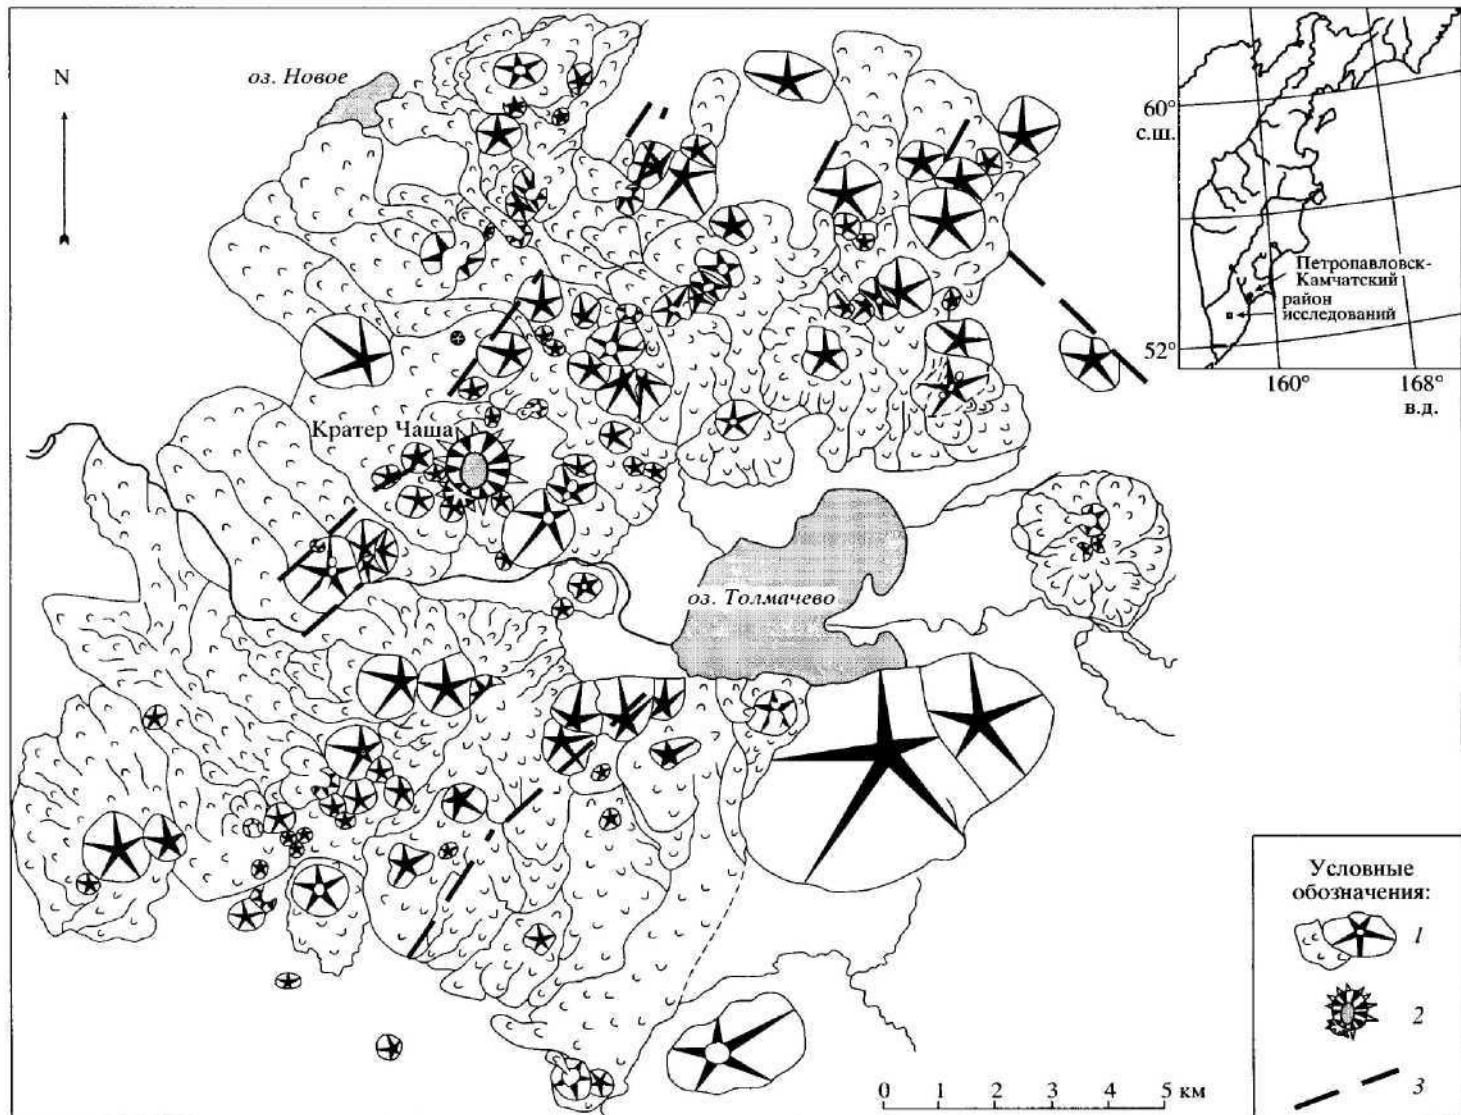 N
оз. Новое
Кратер Чаша
оз. Толмачево
60°
с.ш.
Петропавловск-
Камчатский
район
исследований
52°
160°
168°
в.д.
Условные
обозначения:
1
2
3
0 1 2 3 4 5 км